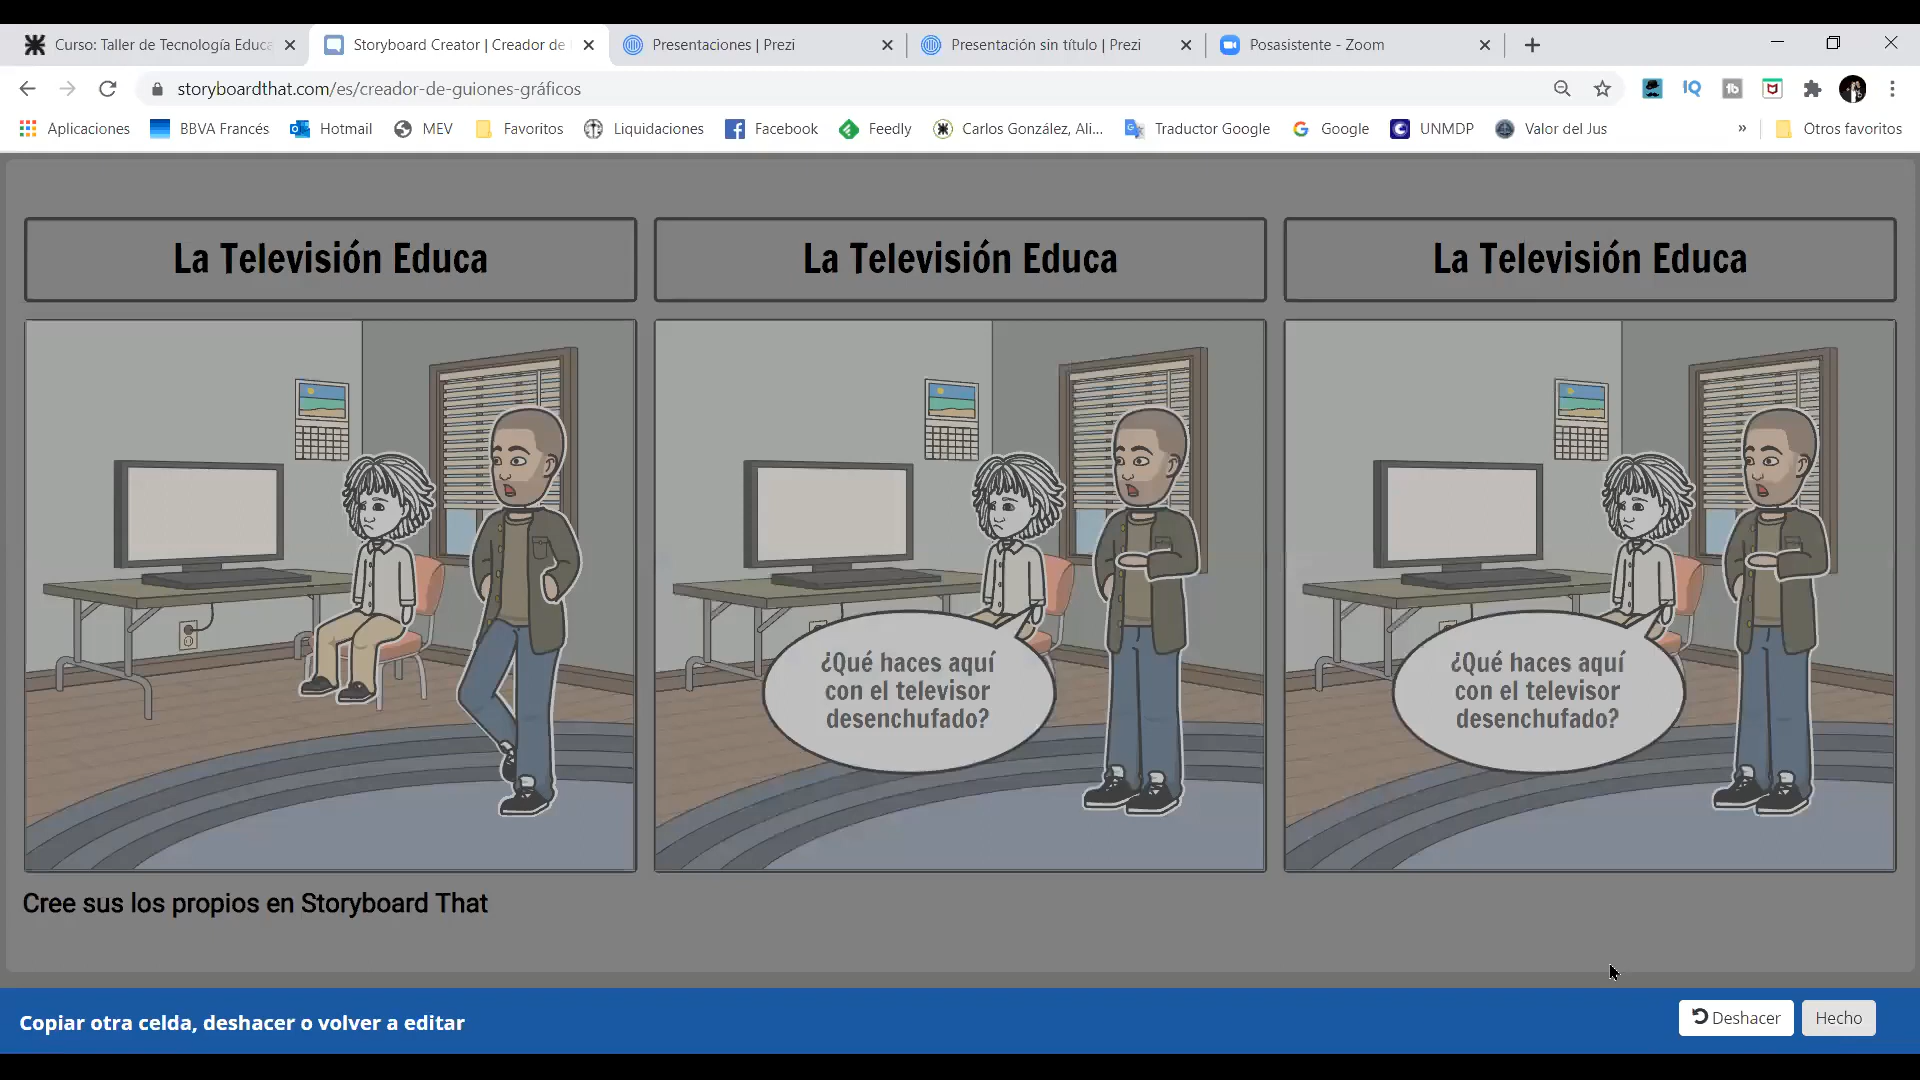 Curso: Taller de Tecnología Educa
Storyboard Creator | Creador de
Presentaciones | Prezi
Presentación sin título | Prezi
Posasistente - Zoom
storyboardthat.com/es/creador-de-guiones-gráficos
Aplicaciones
BBVA Francés
Hotmail
MEV
Favoritos
Liquidaciones
Facebook
Feedly
Carlos González, Ali...
Traductor Google
Google
UNMDP
Valor del Jus
»
Otros favoritos
La Televisión Educa
La Televisión Educa
La Televisión Educa
¿Qué haces aquí
con el televisor
desenchufado?
¿Qué haces aquí
con el televisor
desenchufado?
Cree sus los propios en Storyboard That
Copiar otra celda, deshacer o volver a editar
Deshacer
Hecho